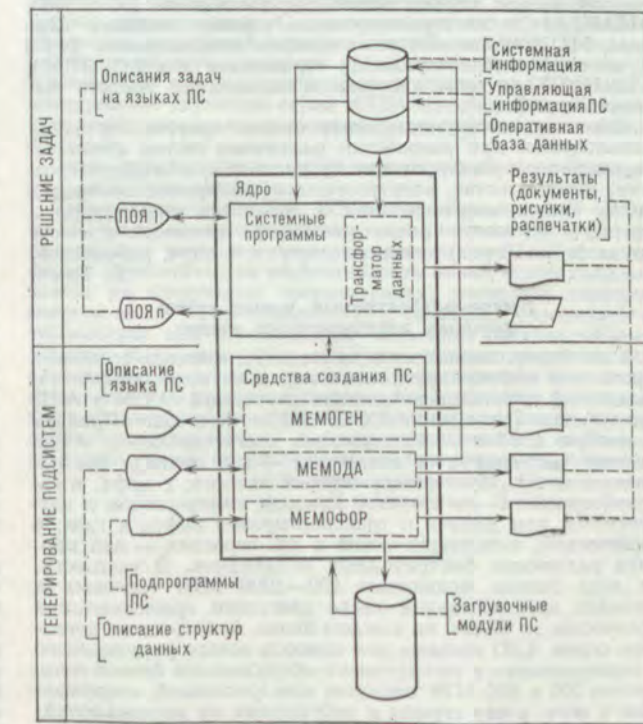 РЕШЕНИЕ ЗАДАЧ
Описания задач
на языках ПС
Системная
информация
Управляющая
информация ПС
Оперативная
база данных
Ядро
Системные
программы
Трансфор-
матор
данных
ПОЯ 1
ПОЯ n
Результаты
(документы,
рисунки,
распечатки)
ГЕНЕРИРОВАНИЕ ПОДСИСТЕМ
Описание
языка ПС
Средства создания ПС
МЕМОГЕН
МЕМОДА
МЕМОФОР
Подпрограммы
ПС
Описание структур
данных
Загрузочные
модули ПС